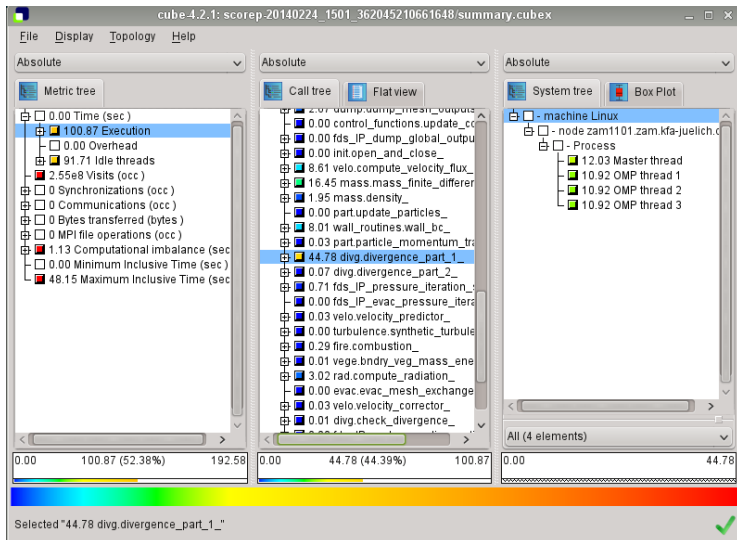 cube-4.2.1: scorep-20140224_1501_362045210661648/summary.cubex
File Display Topology Help
Absolute
Metric tree
0.00 Time (sec)
100.87 Execution
0.00 Overhead
91.71 Idle threads
2.55e8 Visits (occ)
0 Synchronizations (occ)
0 Communications (occ)
0 Bytes transferred (bytes)
0 MPI file operations (occ)
1.13 Computational imbalance (sec
0.00 Minimum Inclusive Time (sec)
48.15 Maximum Inclusive Time (sec
0.00 100.87 (52.38%) 192.58
Absolute
Call tree Flat view
2.07 dump.dump_mesh_outputs
0.00 control_functions.update_cc
0.00 fds_IP_dump_global_outpu
0.00 init.open_and_close_
8.61 velo.compute_velocity_flux_
16.45 mass.mass_finite_differer
1.95 mass.density_
0.00 part.update_particles_
8.01 wall_routines.wall_bc_
0.03 part.particle_momentum_tra
44.78 divg.divergence_part_1_
0.07 divg.divergence_part_2_
0.71 fds_IP_pressure_iteration_s
0.00 fds_IP_evac_pressure_itera
0.03 velo.velocity_predictor_
0.00 turbulence.synthetic_turbule
0.29 fire.combustion_
0.01 vege.bndry_veg_mass_ene
3.02 rad.compute_radiation_
0.00 evac.evac_mesh_exchange
0.03 velo.velocity_corrector_
0.01 divg.check_divergence_
0.00 44.78 (44.39%) 100.87
Absolute
System tree Box Plot
- machine Linux
- node zam1101.zam.kfa-juelich.d
- Process
12.03 Master thread
10.92 OMP thread 1
10.92 OMP thread 2
10.92 OMP thread 3
All (4 elements)
0.00 44.78
Selected "44.78 divg.divergence_part_1_"